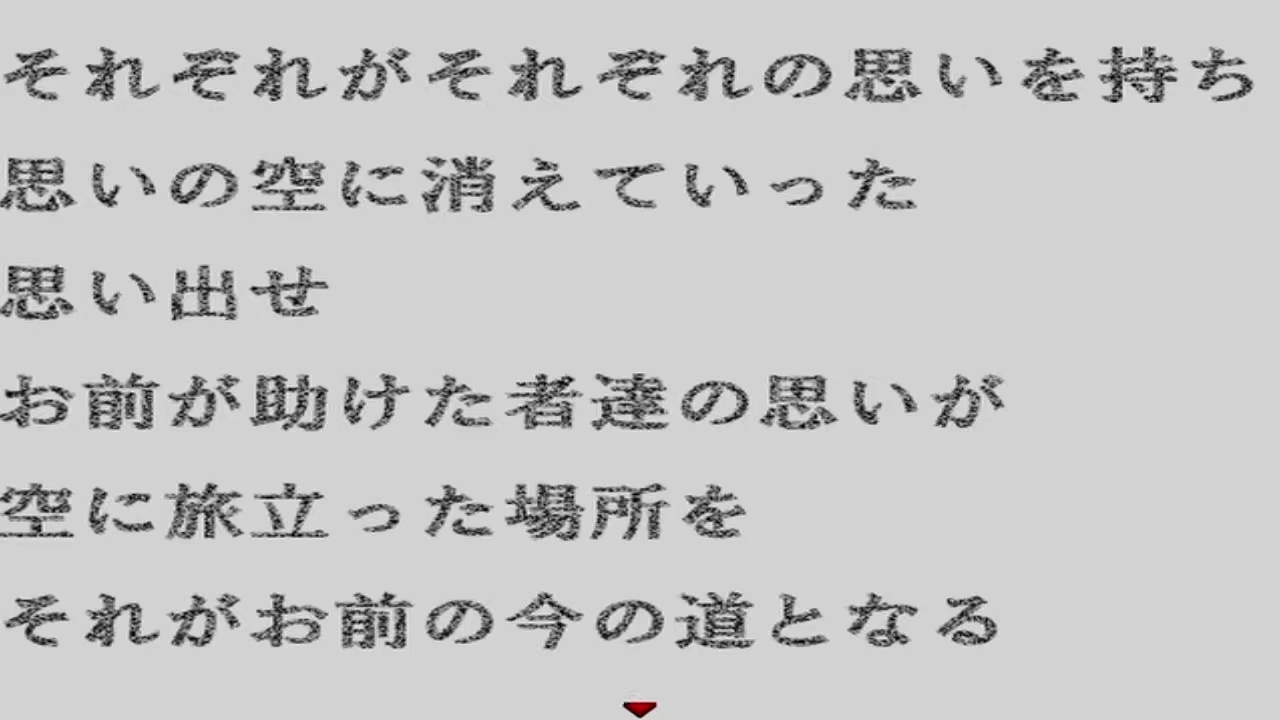 それぞれがそれぞれの思いを持ち
思いの空に消えていった
思い出せ
お前が助けた者達の思いが
空に旅立った場所を
それがお前の今の道となる